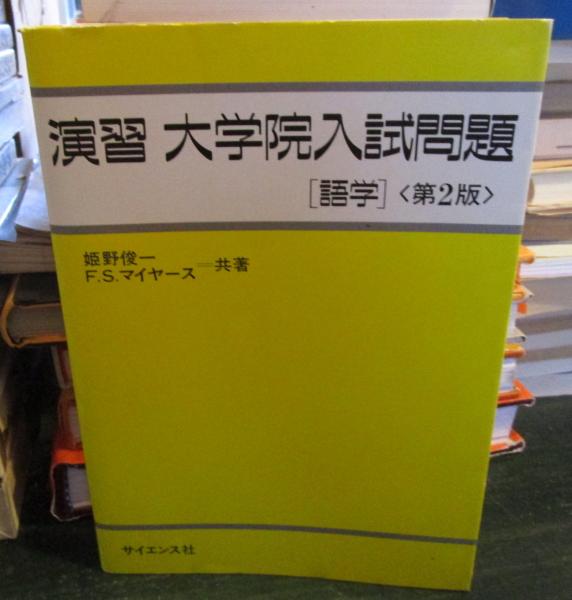 演習 大学院入試問題
[語学]〈第2版〉
姫野俊一
F.S.マイヤース＝共著
サイエンス社